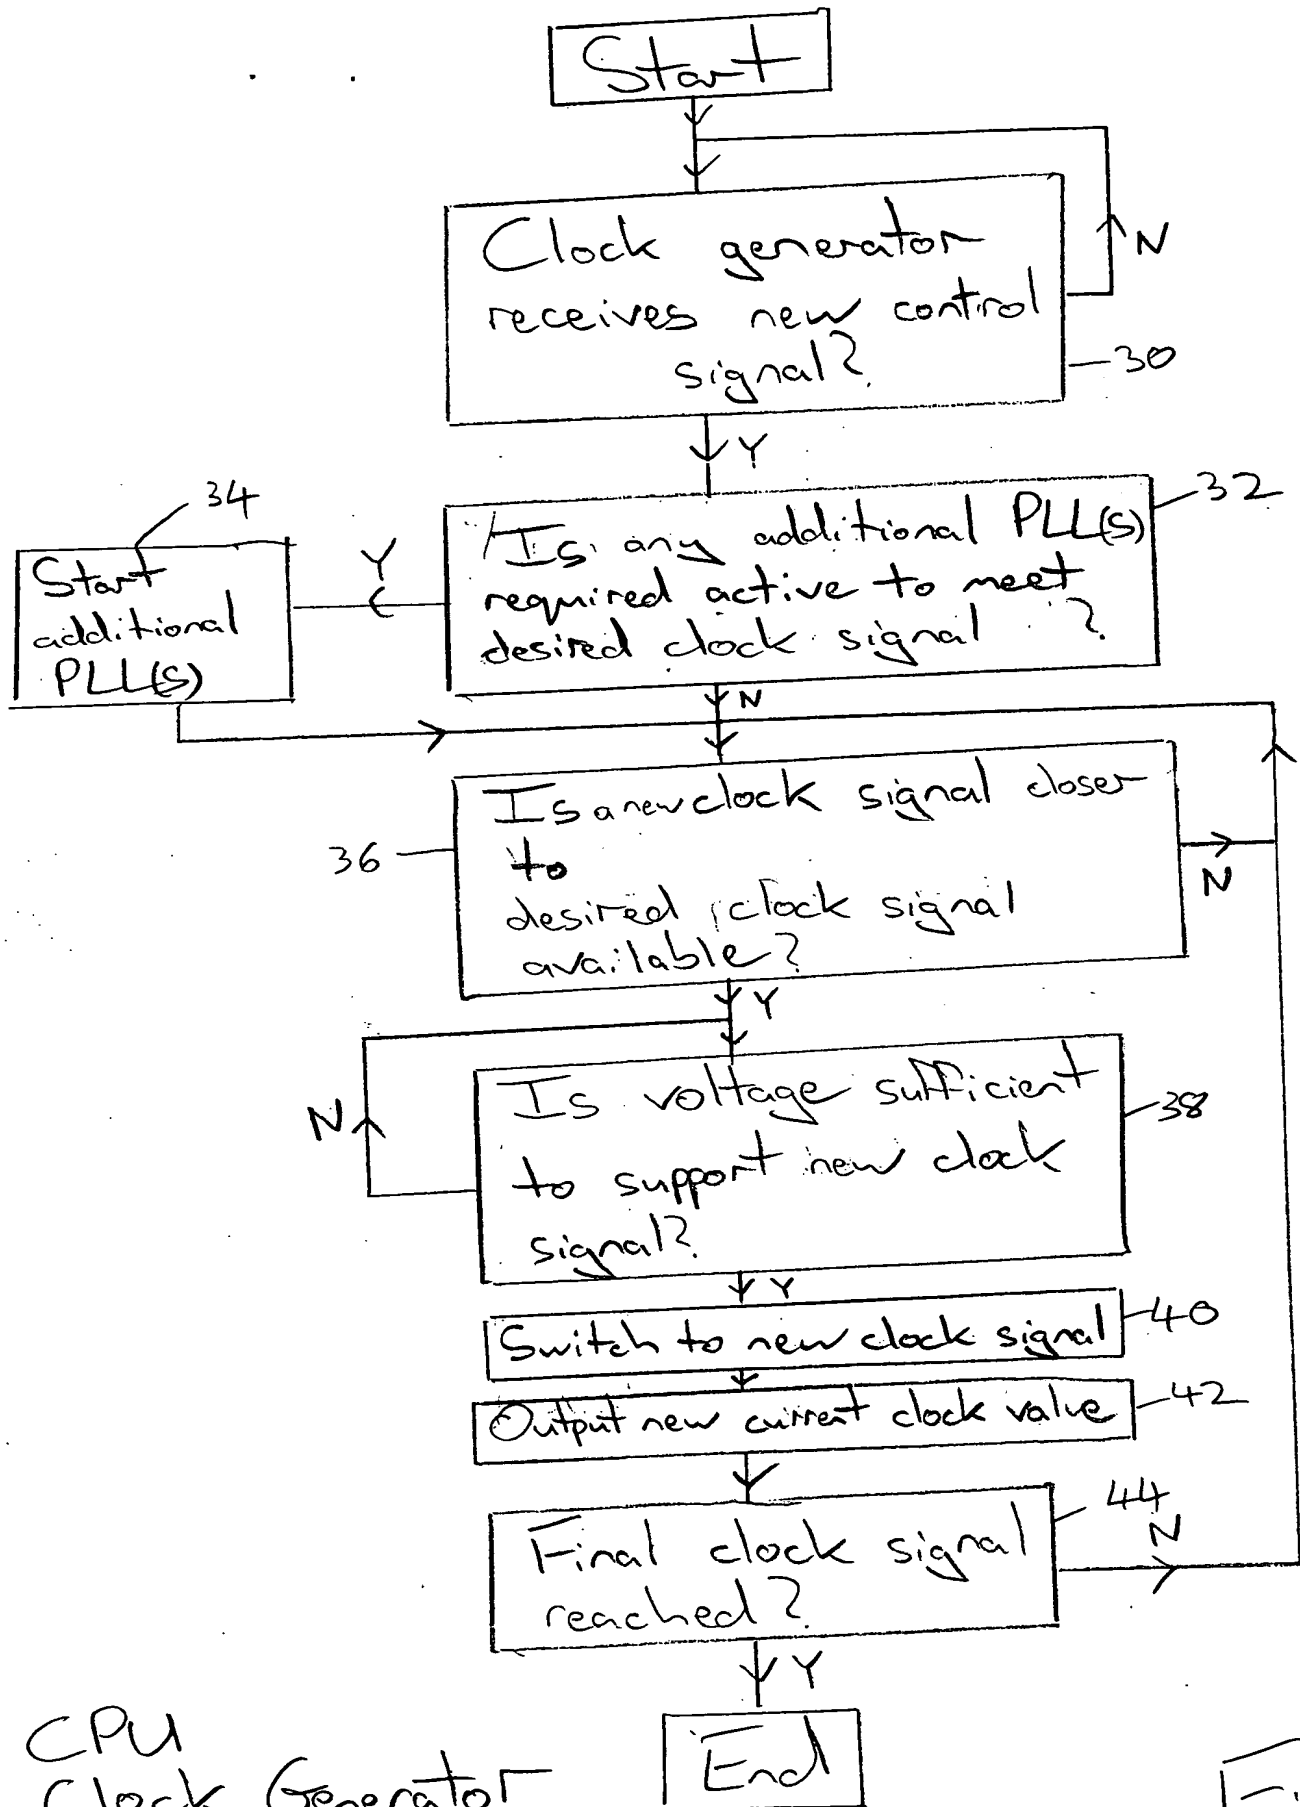 Start
Clock generator
receives new control
signal?
N
30
Y
34
32
Is any additional PLL(s)
required active to meet
desired clock signal ?
Y
Start
additional
PLL(s)
N
Is a new clock signal closer
to
desired clock signal
available?
36
N
Y
Is voltage sufficient
to support new clock
signal?
38
N
Y
Switch to new clock signal
40
Output new current clock value
42
Final clock signal
reached?
44
N
Y
End
CPU
Clock Generator